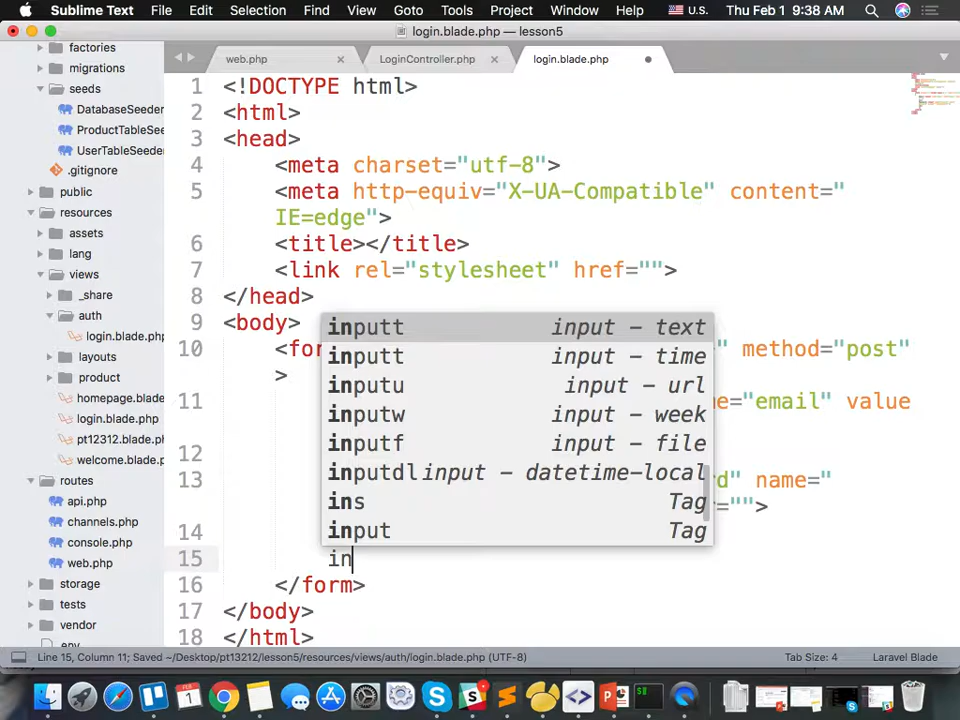 Sublime Text File Edit Selection Find View Goto Tools Project Window Help U.S. Thu Feb 1 9:38 AM
login.blade.php — lesson5
web.php LoginController.php login.blade.php
factories
migrations
seeds
DatabaseSeeder
ProductTableSee
UserTableSeeder
.gitignore
public
resources
assets
lang
views
_share
auth
login.blade.php
layouts
product
homepage.blade
login.blade.php
pt12312.blade.ph
welcome.blade.p
routes
api.php
channels.php
console.php
web.php
storage
tests
vendor
.env
1 <!DOCTYPE html>
2 <html>
3 <head>
4 <meta charset="utf-8">
5 <meta http-equiv="X-UA-Compatible" content="
IE=edge">
6 <title></title>
7 <link rel="stylesheet" href="">
8 </head>
9 <body>
10 <for " method="post"
>
11 me="email" value
12
13 rd" name="
r="">
14
15 in
16 </form>
17 </body>
18 </html>
inputt input – text
inputt input – time
inputu input – url
inputw input – week
inputf input – file
inputdl input – datetime-local
ins Tag
input Tag
Line 15, Column 11; Saved ~/Desktop/pt13212/lesson5/resources/views/auth/login.blade.php (UTF-8) Tab Size: 4 Laravel Blade